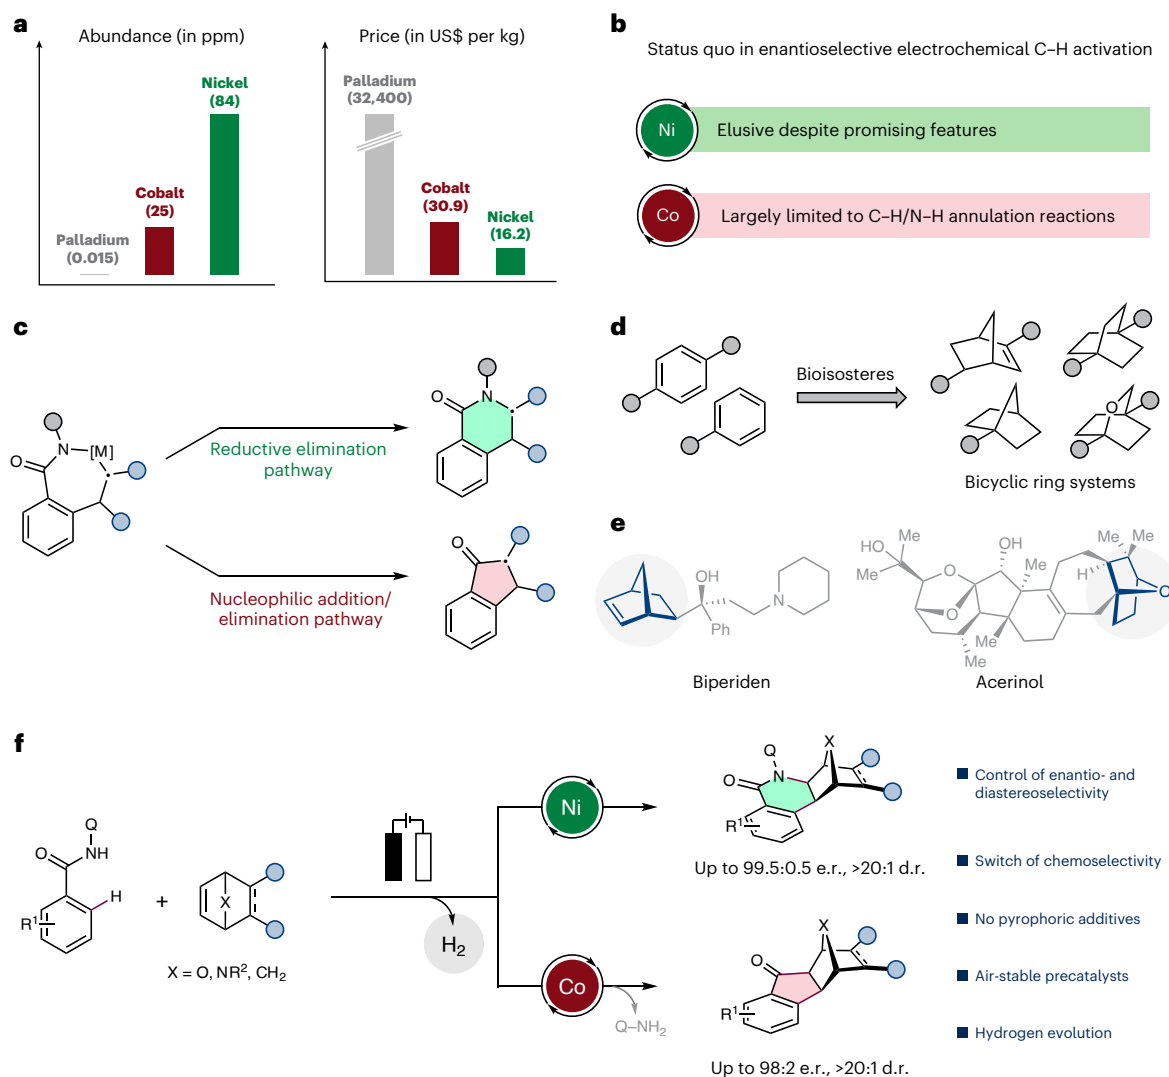 a
Abundance (in ppm)
Palladium
(0.015)
Cobalt
(25)
Nickel
(84)
Price (in US$ per kg)
Palladium
(32,400)
Cobalt
(30.9)
Nickel
(16.2)
b
Status quo in enantioselective electrochemical C–H activation
Ni
Elusive despite promising features
Co
Largely limited to C–H/N–H annulation reactions
c
O
N
[M]
Reductive elimination
pathway
O
N
Nucleophilic addition/
elimination pathway
O
d
Bioisosteres
O
Bicyclic ring systems
e
OH
Ph
N
Biperiden
HO
Me
Me
O
O
OH
Me
Me
Me
H
Me
Me
O
Acerinol
f
Q
NH
O
H
R1
+
X
X = O, NR2, CH2
H2
Ni
Q
N
O
R1
X
Up to 99.5:0.5 e.r., >20:1 d.r.
Co
Q–NH2
O
R1
X
Up to 98:2 e.r., >20:1 d.r.
Control of enantio- and
diastereoselectivity
Switch of chemoselectivity
No pyrophoric additives
Air-stable precatalysts
Hydrogen evolution